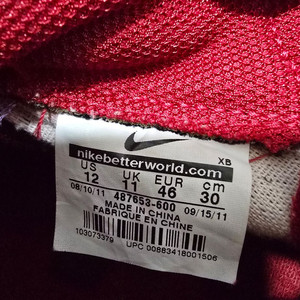 XB
nikebetterworld.com
US UK EUR cm
12 11 46 30
08/10/11 487653-600 09/15/11
MADE IN CHINA
FABRIQUE EN CHINE
103073379 UPC 00883418001506